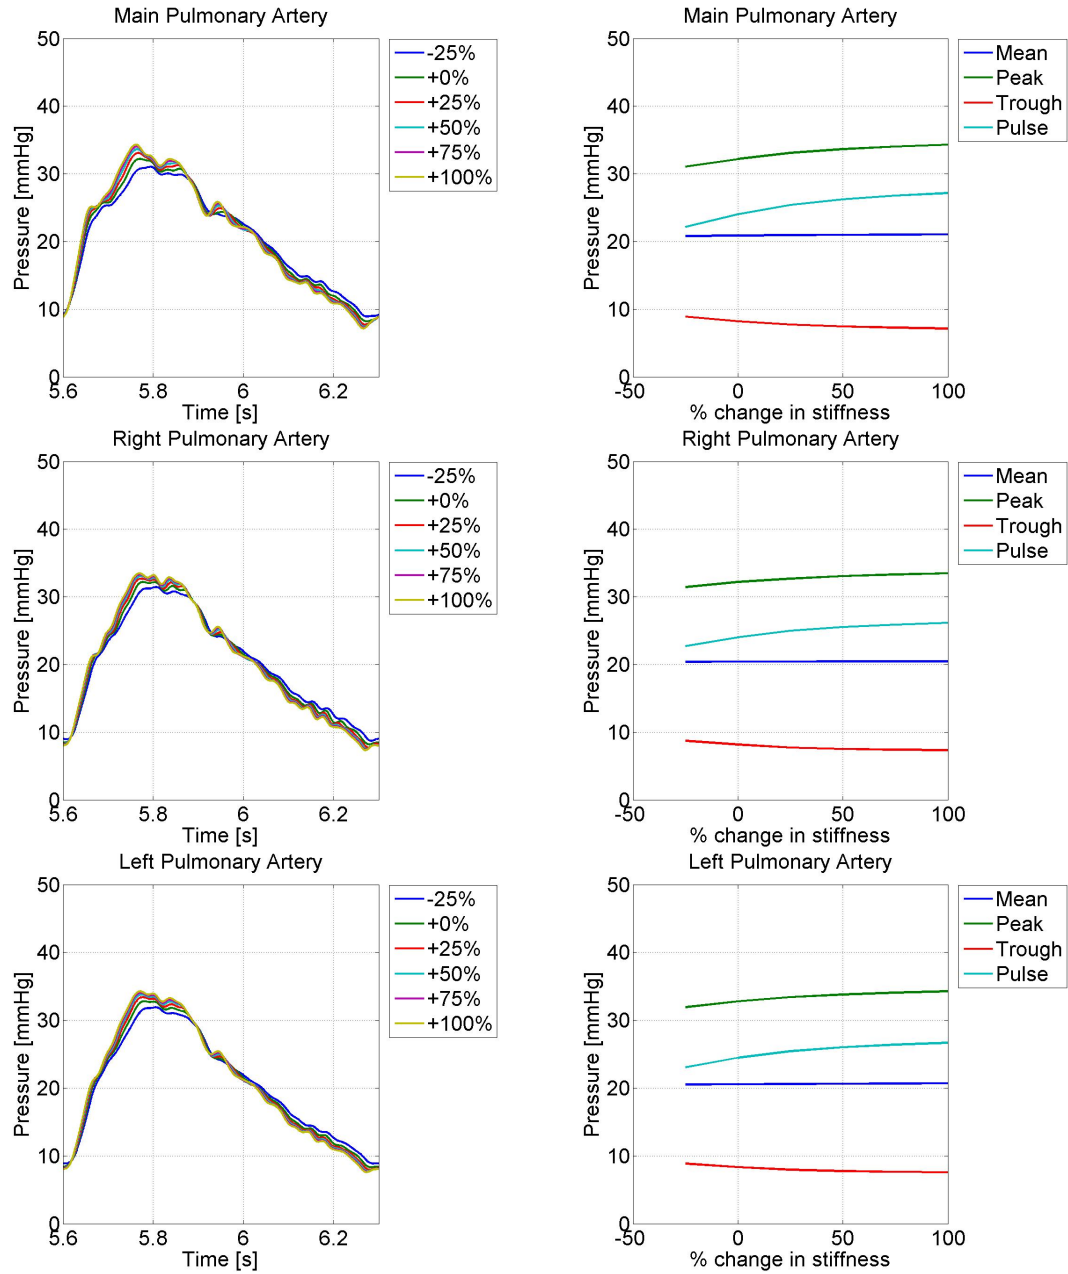 Main Pulmonary Artery
50
40
30
20
10
0
5.6
5.8
6
6.2
Pressure [mmHg]
Time [s]
-25%
+0%
+25%
+50%
+75%
+100%
Main Pulmonary Artery
50
40
30
20
10
0
-50
0
50
100
Pressure [mmHg]
% change in stiffness
Mean
Peak
Trough
Pulse
Right Pulmonary Artery
50
40
30
20
10
0
5.6
5.8
6
6.2
Pressure [mmHg]
Time [s]
-25%
+0%
+25%
+50%
+75%
+100%
Right Pulmonary Artery
50
40
30
20
10
0
-50
0
50
100
Pressure [mmHg]
% change in stiffness
Mean
Peak
Trough
Pulse
Left Pulmonary Artery
50
40
30
20
10
0
5.6
5.8
6
6.2
Pressure [mmHg]
Time [s]
-25%
+0%
+25%
+50%
+75%
+100%
Left Pulmonary Artery
50
40
30
20
10
0
-50
0
50
100
Pressure [mmHg]
% change in stiffness
Mean
Peak
Trough
Pulse